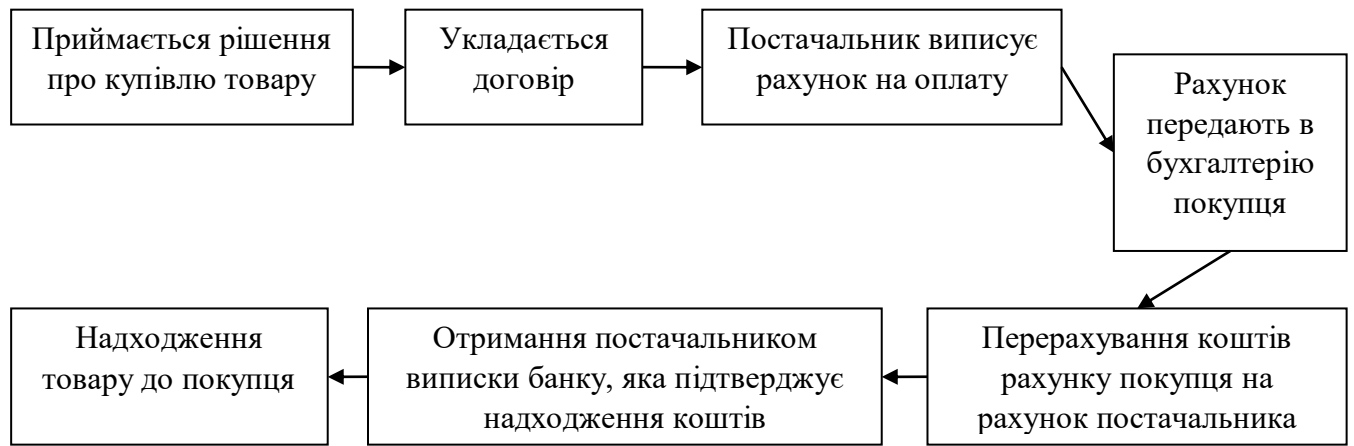 Приймається рішення
про купівлю товару
Укладається
договір
Постачальник виписує
рахунок на оплату
Рахунок
передають в
бухгалтерію
покупця
Перерахування коштів
рахунку покупця на
рахунок постачальника
Отримання постачальником
виписки банку, яка підтверджує
надходження коштів
Надходження
товару до покупця